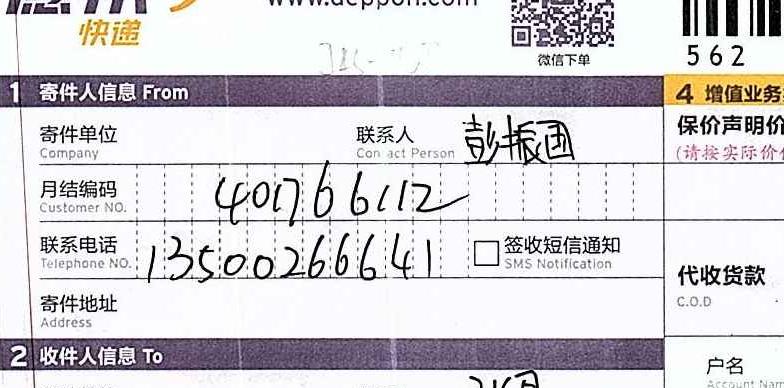 快递
www.deppon.com
微信下单
562
1 寄件人信息 From
4 增值业务
寄件单位
Company
联系人 彭振国
Contact Person
保价声明价
(请按实际价
月结编码 401766112
Customer NO.
联系电话 13500266641
Telephone NO.
签收短信通知
SMS Notification
代收货款
C.O.D
寄件地址
Address
2 收件人信息 To
户名
Account Nam